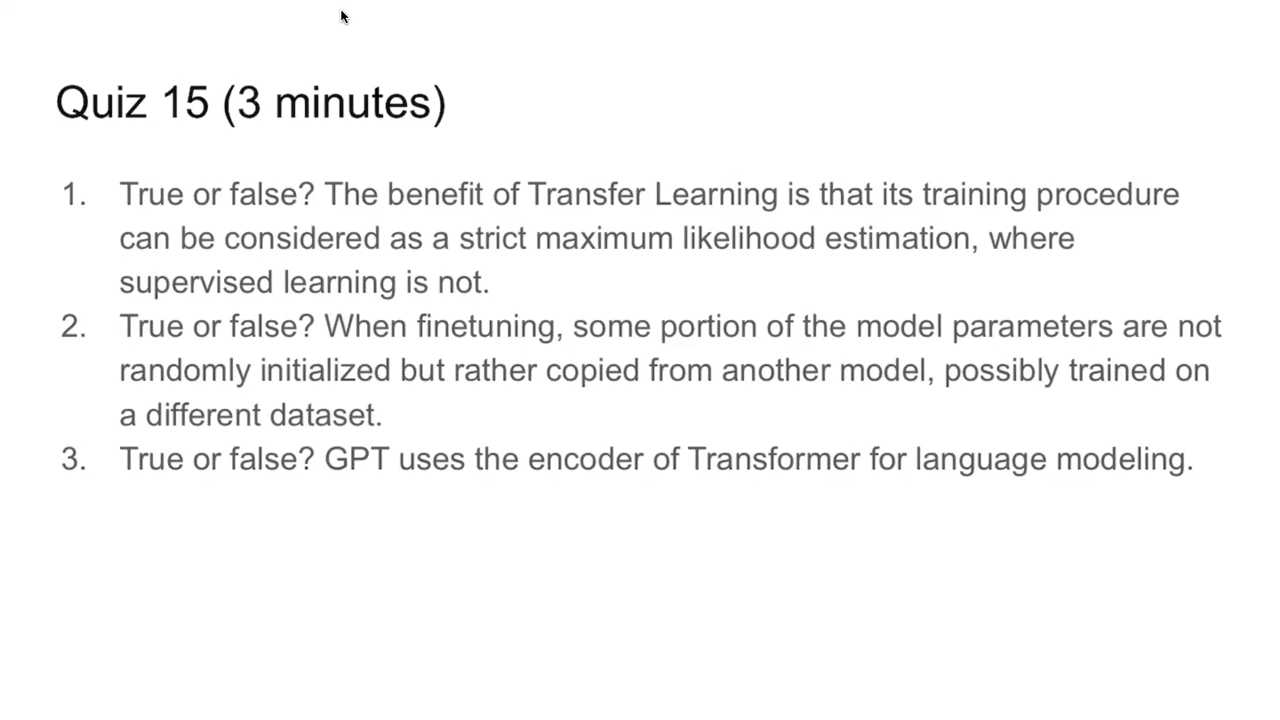 Quiz 15 (3 minutes)
1. True or false? The benefit of Transfer Learning is that its training procedure
can be considered as a strict maximum likelihood estimation, where
supervised learning is not.
2. True or false? When finetuning, some portion of the model parameters are not
randomly initialized but rather copied from another model, possibly trained on
a different dataset.
3. True or false? GPT uses the encoder of Transformer for language modeling.